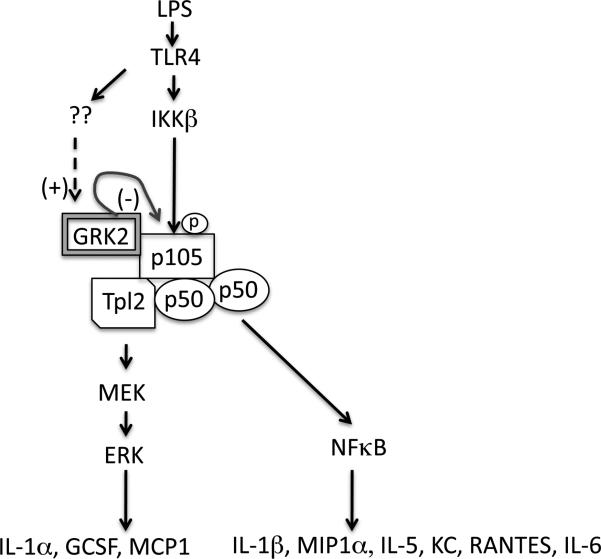 LPS
TLR4
??
IKKβ
(+)
(-)
p
GRK2
p105
Tpl2
p50
p50
MEK
ERK
NFκB
IL-1α, GCSF, MCP1
IL-1β, MIP1α, IL-5, KC, RANTES, IL-6